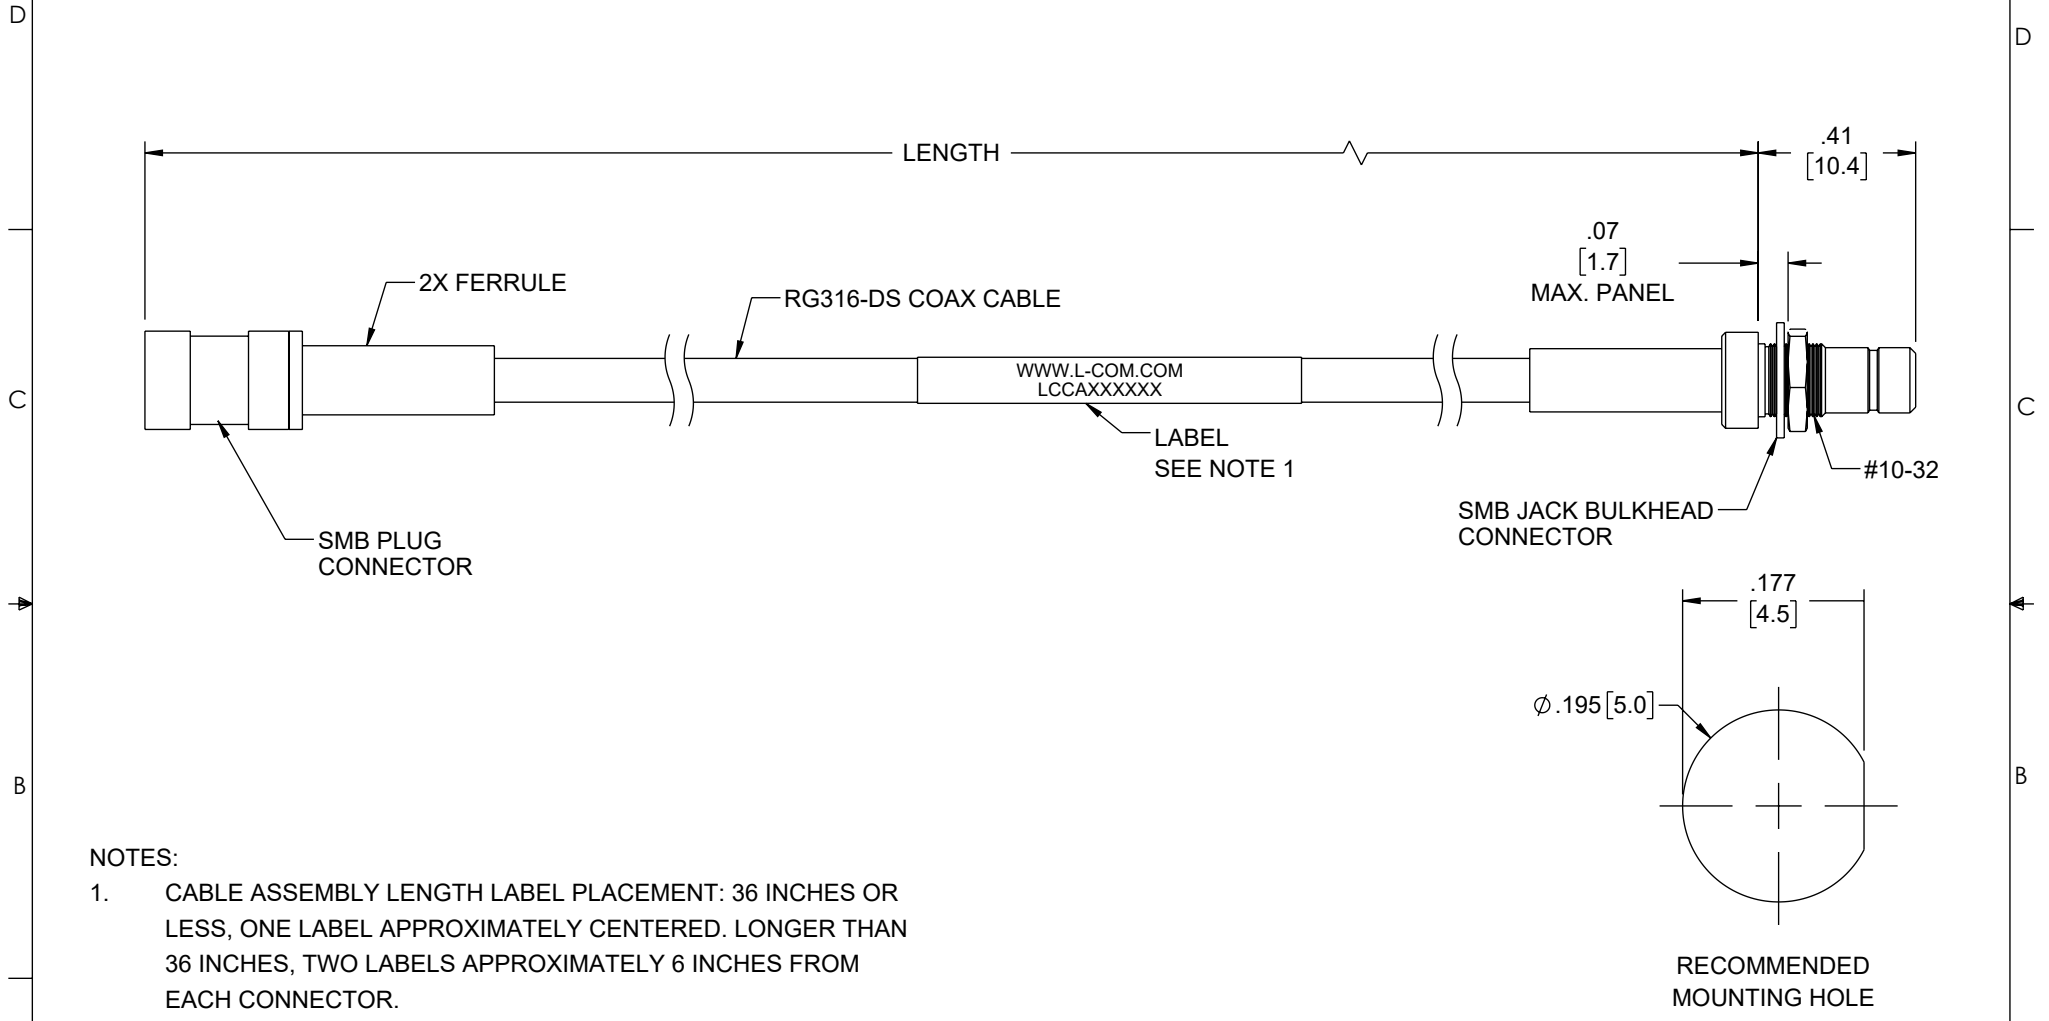 D
D
LENGTH
.41
[10.4]
.07
[1.7]
MAX. PANEL
2X FERRULE
RG316-DS COAX CABLE
WWW.L-COM.COM
LCCAXXXXXX
C
C
LABEL
SEE NOTE 1
#10-32
SMB JACK BULKHEAD
CONNECTOR
SMB PLUG
CONNECTOR
.177
[4.5]
⌀.195[5.0]
B
B
NOTES:
1. CABLE ASSEMBLY LENGTH LABEL PLACEMENT: 36 INCHES OR
LESS, ONE LABEL APPROXIMATELY CENTERED. LONGER THAN
36 INCHES, TWO LABELS APPROXIMATELY 6 INCHES FROM
EACH CONNECTOR.
RECOMMENDED
MOUNTING HOLE